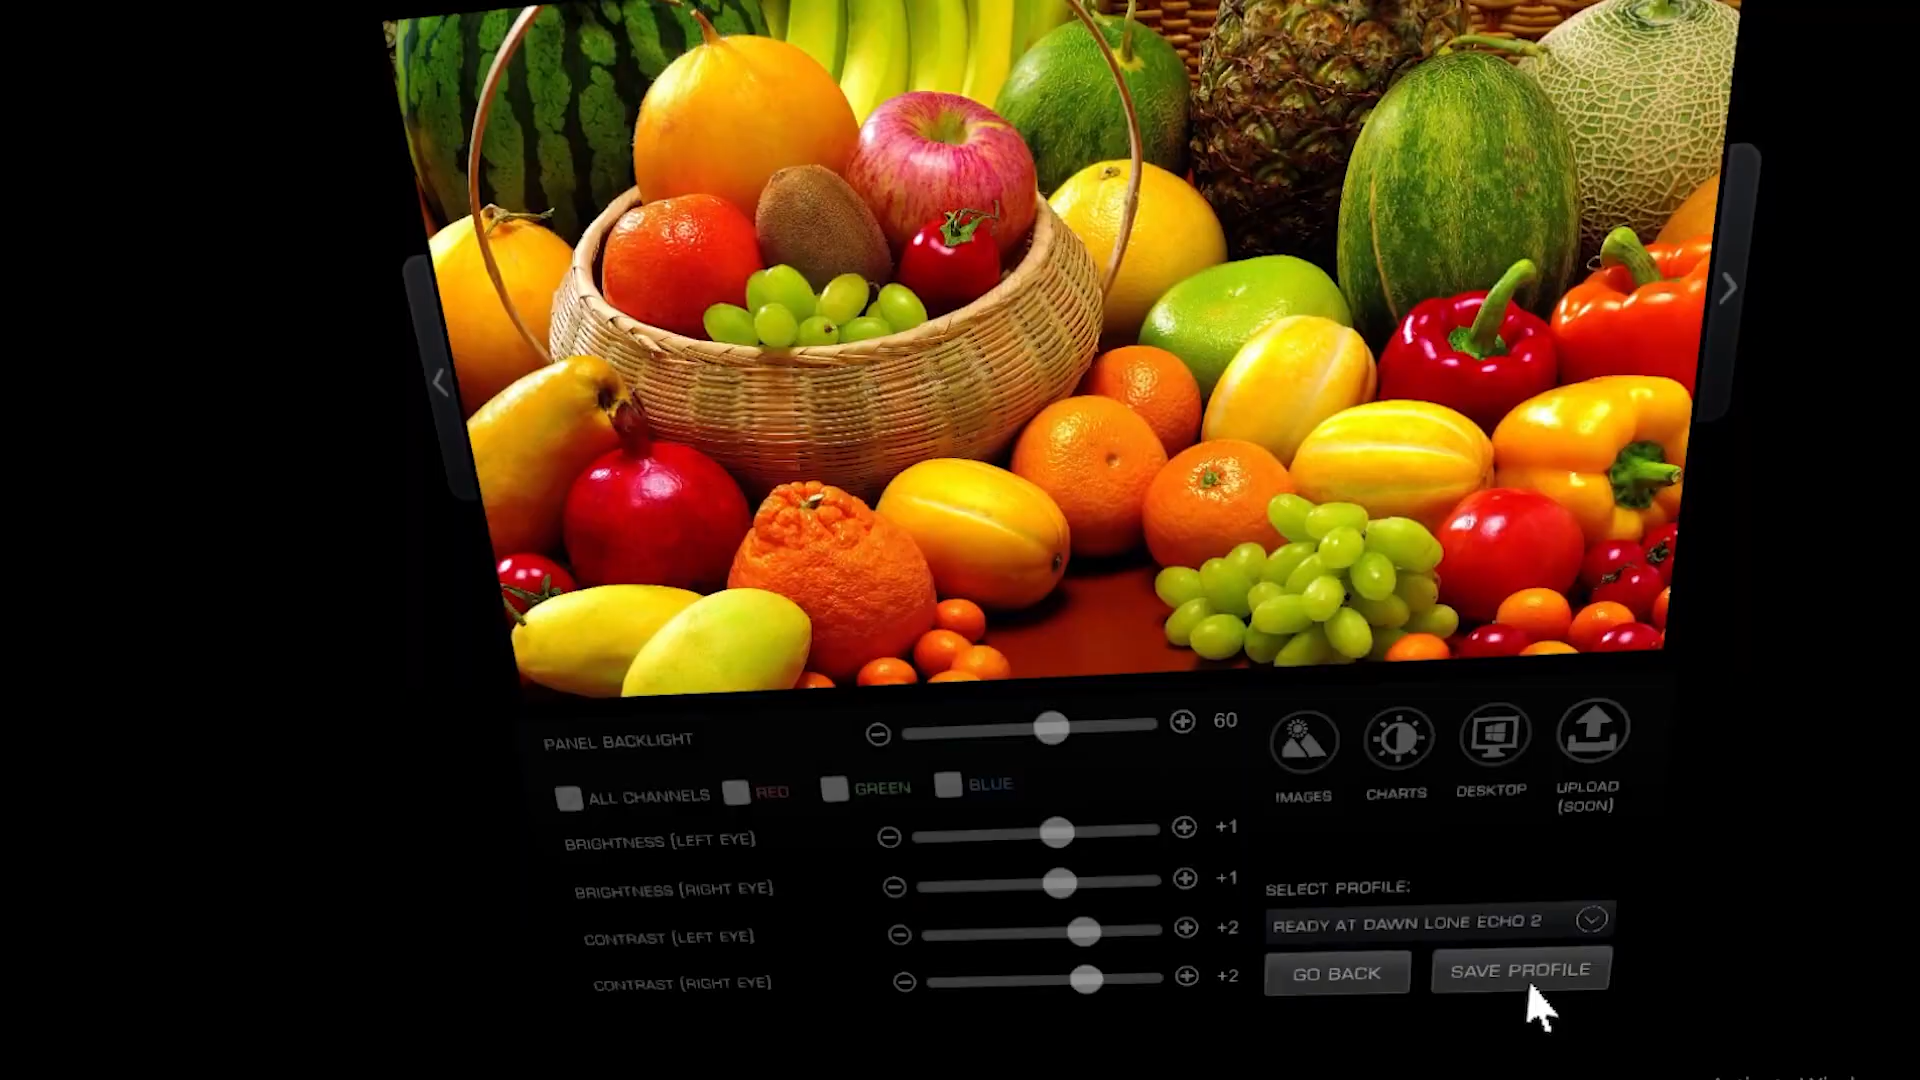 PANEL BACKLIGHT 60
ALL CHANNELS RED GREEN BLUE
BRIGHTNESS (LEFT EYE) +1
BRIGHTNESS (RIGHT EYE) +1
CONTRAST (LEFT EYE) +2
CONTRAST (RIGHT EYE) +2
IMAGES CHARTS DESKTOP UPLOAD
(SOON)
SELECT PROFILE:
READY AT DAWN LONE ECHO 2
GO BACK SAVE PROFILE